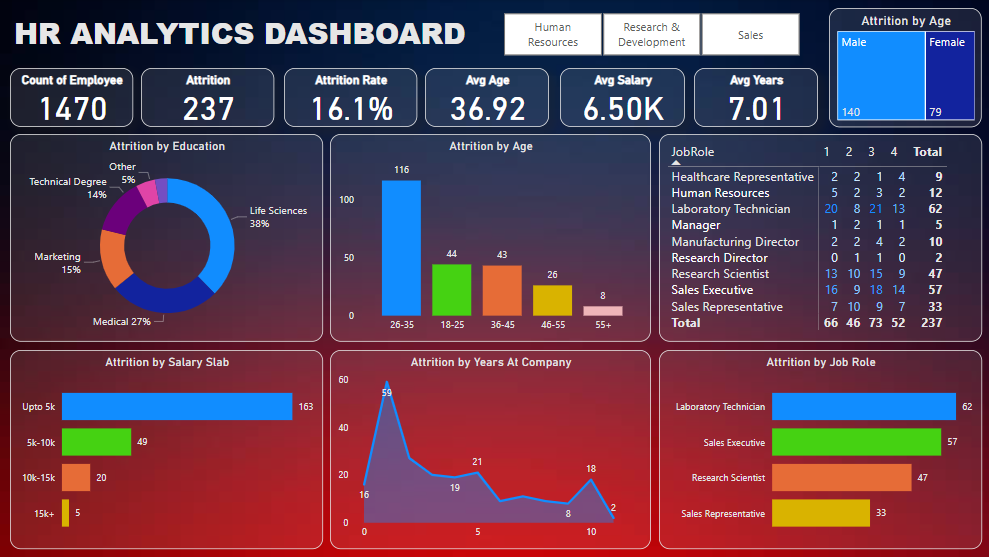 HR ANALYTICS DASHBOARD
Human
Resources
Research &
Development
Sales
Attrition by Age
Male
140
Female
79
Count of Employee
1470
Attrition
237
Attrition Rate
16.1%
Avg Age
36.92
Avg Salary
6.50K
Avg Years
7.01
Attrition by Education
Other
5%
Technical Degree
14%
Marketing
15%
Medical 27%
Life Sciences
38%
Attrition by Age
100
50
0
116
44
43
26
8
26-35 18-25 36-45 46-55 55+
JobRole 1 2 3 4 Total
Healthcare Representative 2 2 1 4 9
Human Resources 5 2 3 2 12
Laboratory Technician 20 8 21 13 62
Manager 1 2 1 1 5
Manufacturing Director 2 2 4 2 10
Research Director 0 1 1 0 2
Research Scientist 13 10 15 9 47
Sales Executive 16 9 18 14 57
Sales Representative 7 10 9 7 33
Total 66 46 73 52 237
Attrition by Salary Slab
Upto 5k 163
5k-10k 49
10k-15k 20
15k+ 5
Attrition by Years At Company
60
40
20
0
16
59
19
21
8
18
2
0 5 10
Attrition by Job Role
Laboratory Technician 62
Sales Executive 57
Research Scientist 47
Sales Representative 33